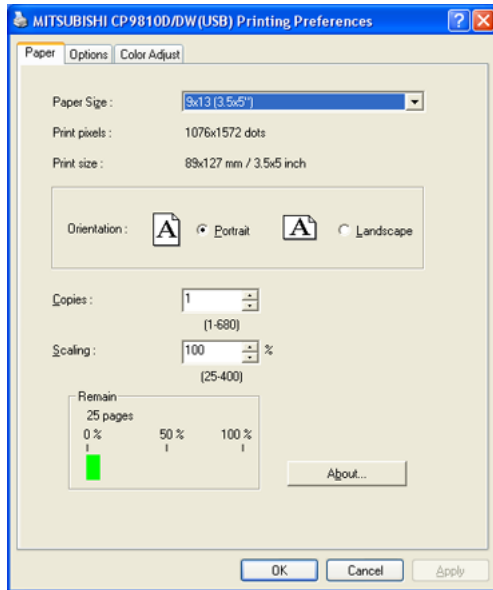 MITSUBISHI CP9810D/DW(USB) Printing Preferences
Paper Options Color Adjust
Paper Size : 9x13 (3.5x5")
Print pixels : 1076x1572 dots
Print size : 89x127 mm / 3.5x5 inch
Orientation : A Portrait A Landscape
Copies : 1
(1-680)
Scaling : 100 %
(25-400)
Remain
25 pages
0 % 50 % 100 %
About...
OK Cancel Apply